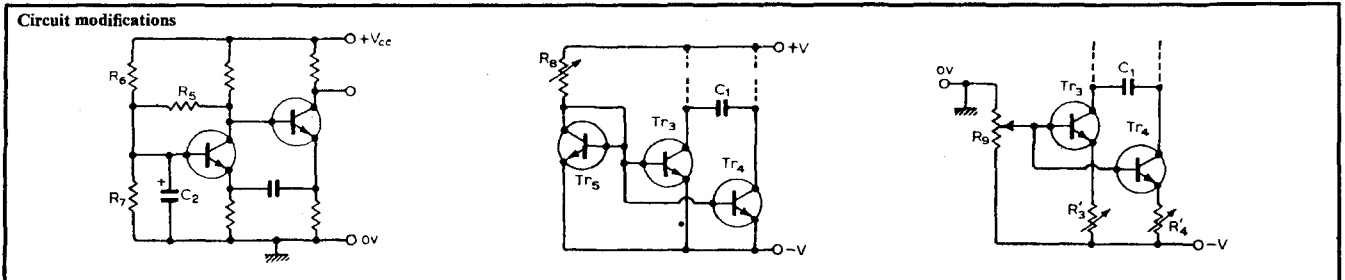 Circuit modifications
+Vcc
R6
R5
R7
+
C2
0V
+V
R8
C1
Tr3
Tr5
Tr4
-V
0V
C1
Tr3
R9
Tr4
R'3
R'4
-V